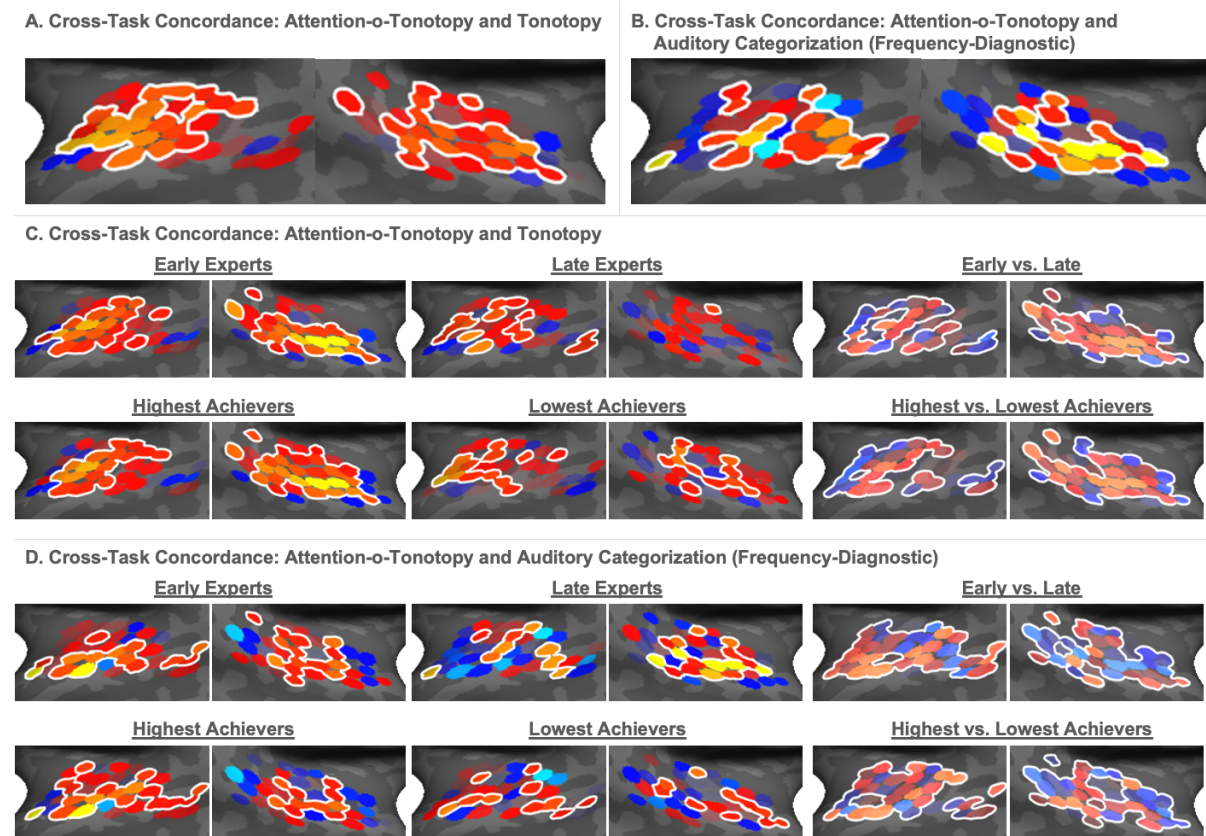 A. Cross-Task Concordance: Attention-o-Tonotopy and Tonotopy
B. Cross-Task Concordance: Attention-o-Tonotopy and
Auditory Categorization (Frequency-Diagnostic)
C. Cross-Task Concordance: Attention-o-Tonotopy and Tonotopy
Early Experts
Late Experts
Early vs. Late
Highest Achievers
Lowest Achievers
Highest vs. Lowest Achievers
D. Cross-Task Concordance: Attention-o-Tonotopy and Auditory Categorization (Frequency-Diagnostic)
Early Experts
Late Experts
Early vs. Late
Highest Achievers
Lowest Achievers
Highest vs. Lowest Achievers